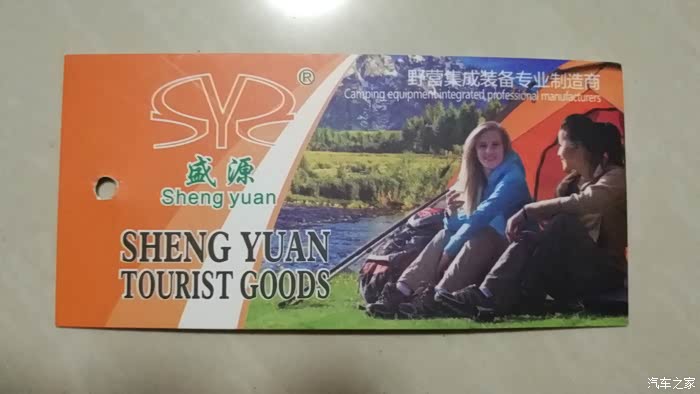 野营集成装备专业制造商
Camping equipment integrated professional manufacturers
SYR
®
盛源
Sheng yuan
SHENG YUAN
TOURIST GOODS
汽车之家